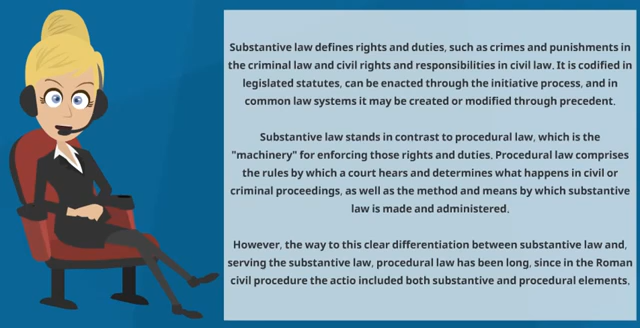 Substantive law defines rights and duties, such as crimes and punishments in
the criminal law and civil rights and responsibilities in civil law. It is codified in
legislated statutes, can be enacted through the initiative process, and in
common law systems it may be created or modified through precedent.
Substantive law stands in contrast to procedural law, which is the
"machinery" for enforcing those rights and duties. Procedural law comprises
the rules by which a court hears and determines what happens in civil or
criminal proceedings, as well as the method and means by which substantive
law is made and administered.
However, the way to this clear differentiation between substantive law and,
serving the substantive law, procedural law has been long, since in the Roman
civil procedure the actio included both substantive and procedural elements.